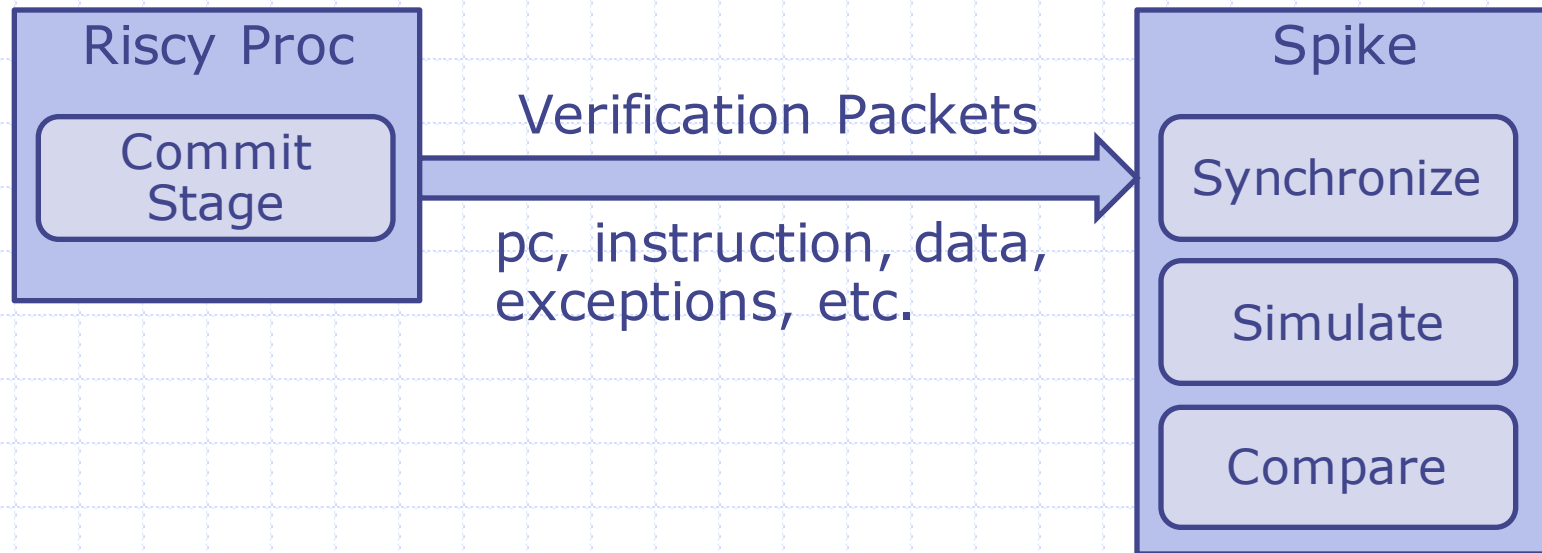 Riscy Proc
Commit
Stage
Verification Packets
pc, instruction, data,
exceptions, etc.
Spike
Synchronize
Simulate
Compare